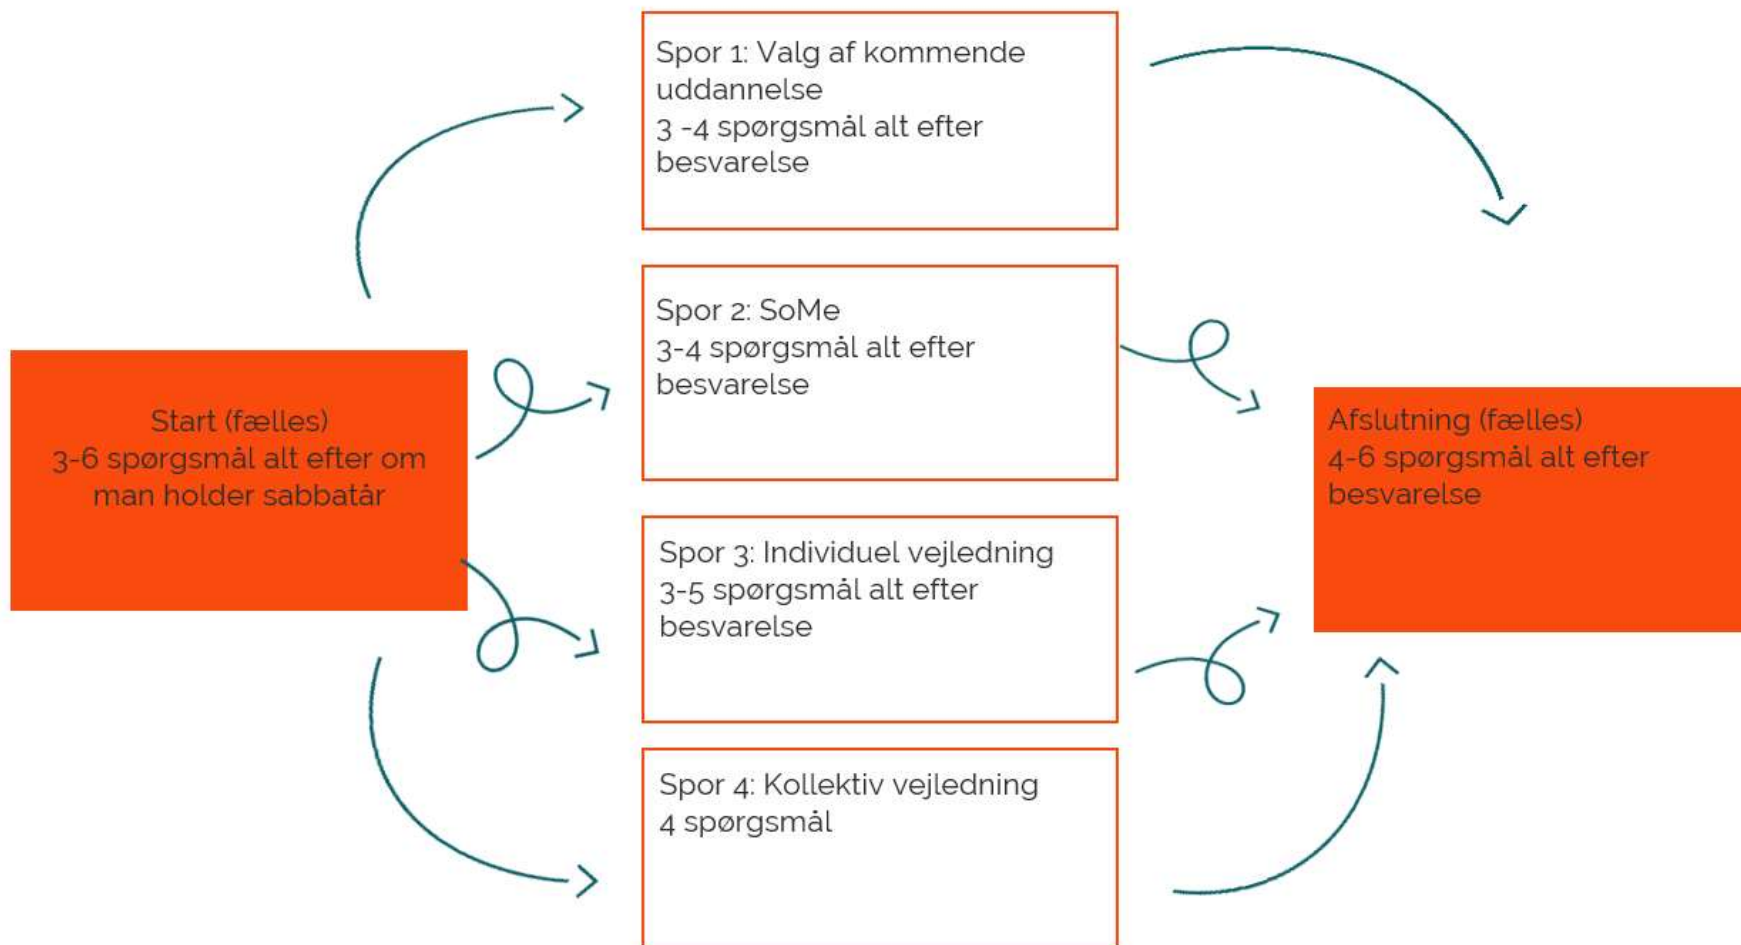 Spor 1: Valg af kommende
uddannelse
3 -4 spørgsmål alt efter
besvarelse
Spor 2: SoMe
3-4 spørgsmål alt efter
besvarelse
Start (fælles)
3-6 spørgsmål alt efter om
man holder sabbatår
Afslutning (fælles)
4-6 spørgsmål alt efter
besvarelse
Spor 3: Individuel vejledning
3-5 spørgsmål alt efter
besvarelse
Spor 4: Kollektiv vejledning
4 spørgsmål